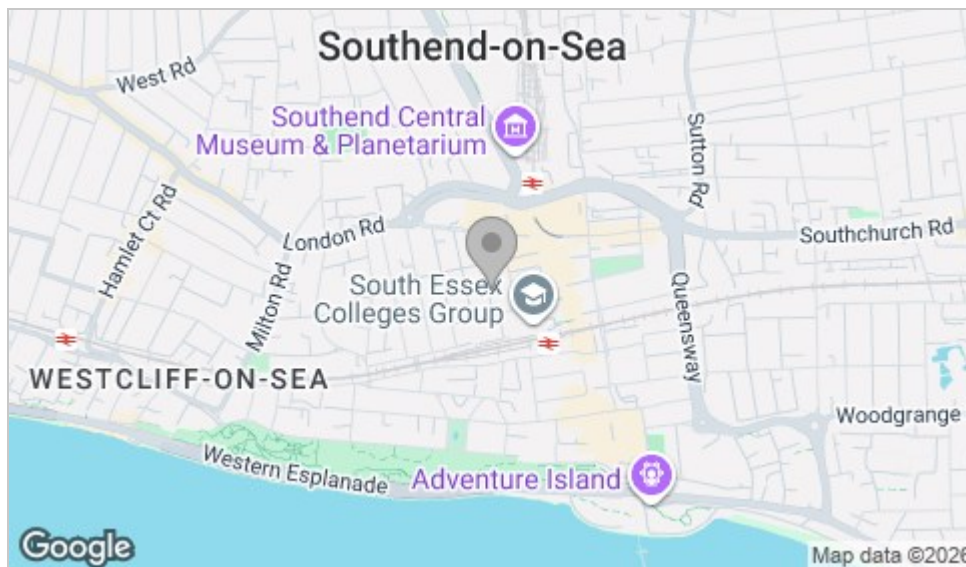 Southend-on-Sea
West Rd
Southend Central
Museum & Planetarium
Sutton Rd
Hamlet Ct Rd
London Rd
Southchurch Rd
Milton Rd
South Essex
Colleges Group
Queensway
WESTCLIFF-ON-SEA
Woodgrange
Western Esplanade
Adventure Island
Google
Map data ©2026